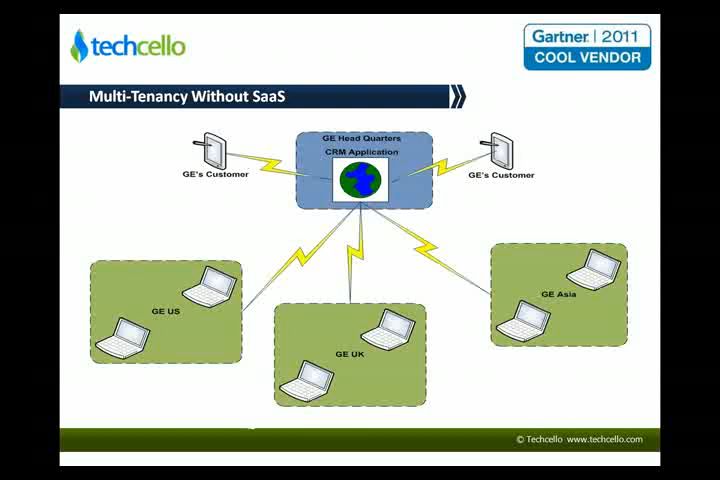 techcello
Gartner | 2011
COOL VENDOR
Multi-Tenancy Without SaaS
GE Head Quarters
CRM Application
GE's Customer
GE's Customer
GE US
GE UK
GE Asia
© Techcello www.techcello.com